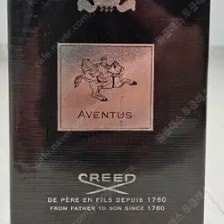 AVENTUS
CREED
DE PÈRE EN FILS DEPUIS 1760
FROM FATHER TO SON SINCE 1760